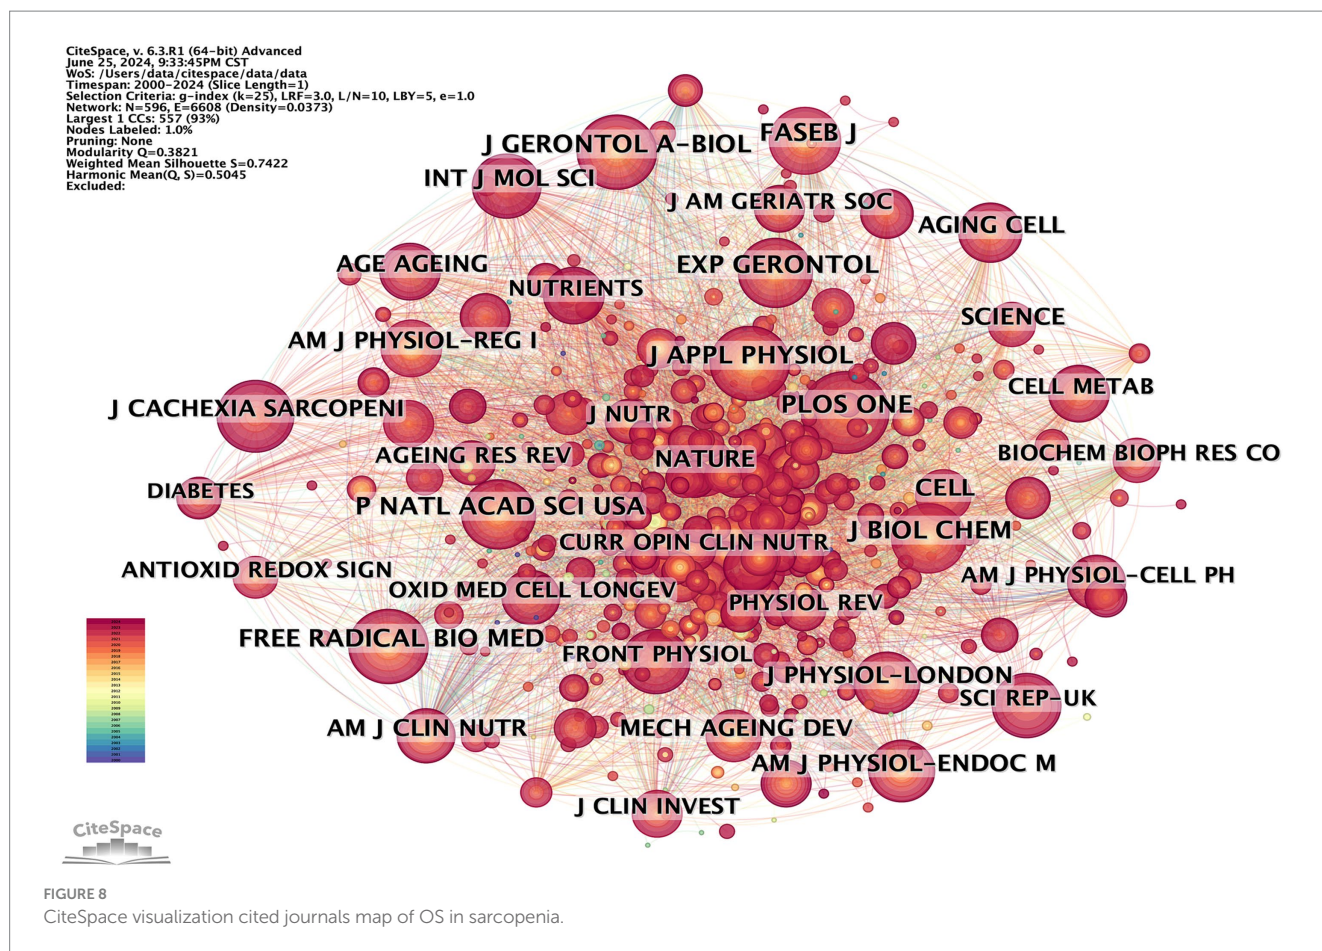 CiteSpace, v. 6.3.R1 (64-bit) Advanced
June 25, 2024, 9:33:45PM CST
WoS: /Users/data/citespace/data/data
Timespan: 2000-2024 (Slice Length=1)
Selection Criteria: g-index (k=25), LRF=3.0, L/N=10, LBY=5, e=1.0
Network: N=596, E=6608 (Density=0.0373)
Largest 1 CCs: 557 (93%)
Nodes Labeled: 1.0%
Pruning: None
Modularity Q=0.3821
Weighted Mean Silhouette S=0.7422
Harmonic Mean(Q, S)=0.5045
Excluded:
FASEB J
J GERONTOL A-BIOL
INT J MOL SCI
J AM GERIATR SOC
AGING CELL
AGE AGEING
EXP GERONTOL
NUTRIENTS
SCIENCE
AM J PHYSIOL-REG I
J APPL PHYSIOL
CELL METAB
J CACHEXIA SARCOPENI
PLOS ONE
J NUTR
AGEING RES REV
NATURE
BIOCHEM BIOPH RES CO
DIABETES
CELL
P NATL ACAD SCI USA
J BIOL CHEM
CURR OPIN CLIN NUTR
ANTIOXID REDOX SIGN
AM J PHYSIOL-CELL PH
OXID MED CELL LONGEV
PHYSIOL REV
FREE RADICAL BIO MED
FRONT PHYSIOL
J PHYSIOL-LONDON
SCI REP-UK
AM J CLIN NUTR
MECH AGEING DEV
AM J PHYSIOL-ENDOC M
J CLIN INVEST
CiteSpace
FIGURE 8
CiteSpace visualization cited journals map of OS in sarcopenia.